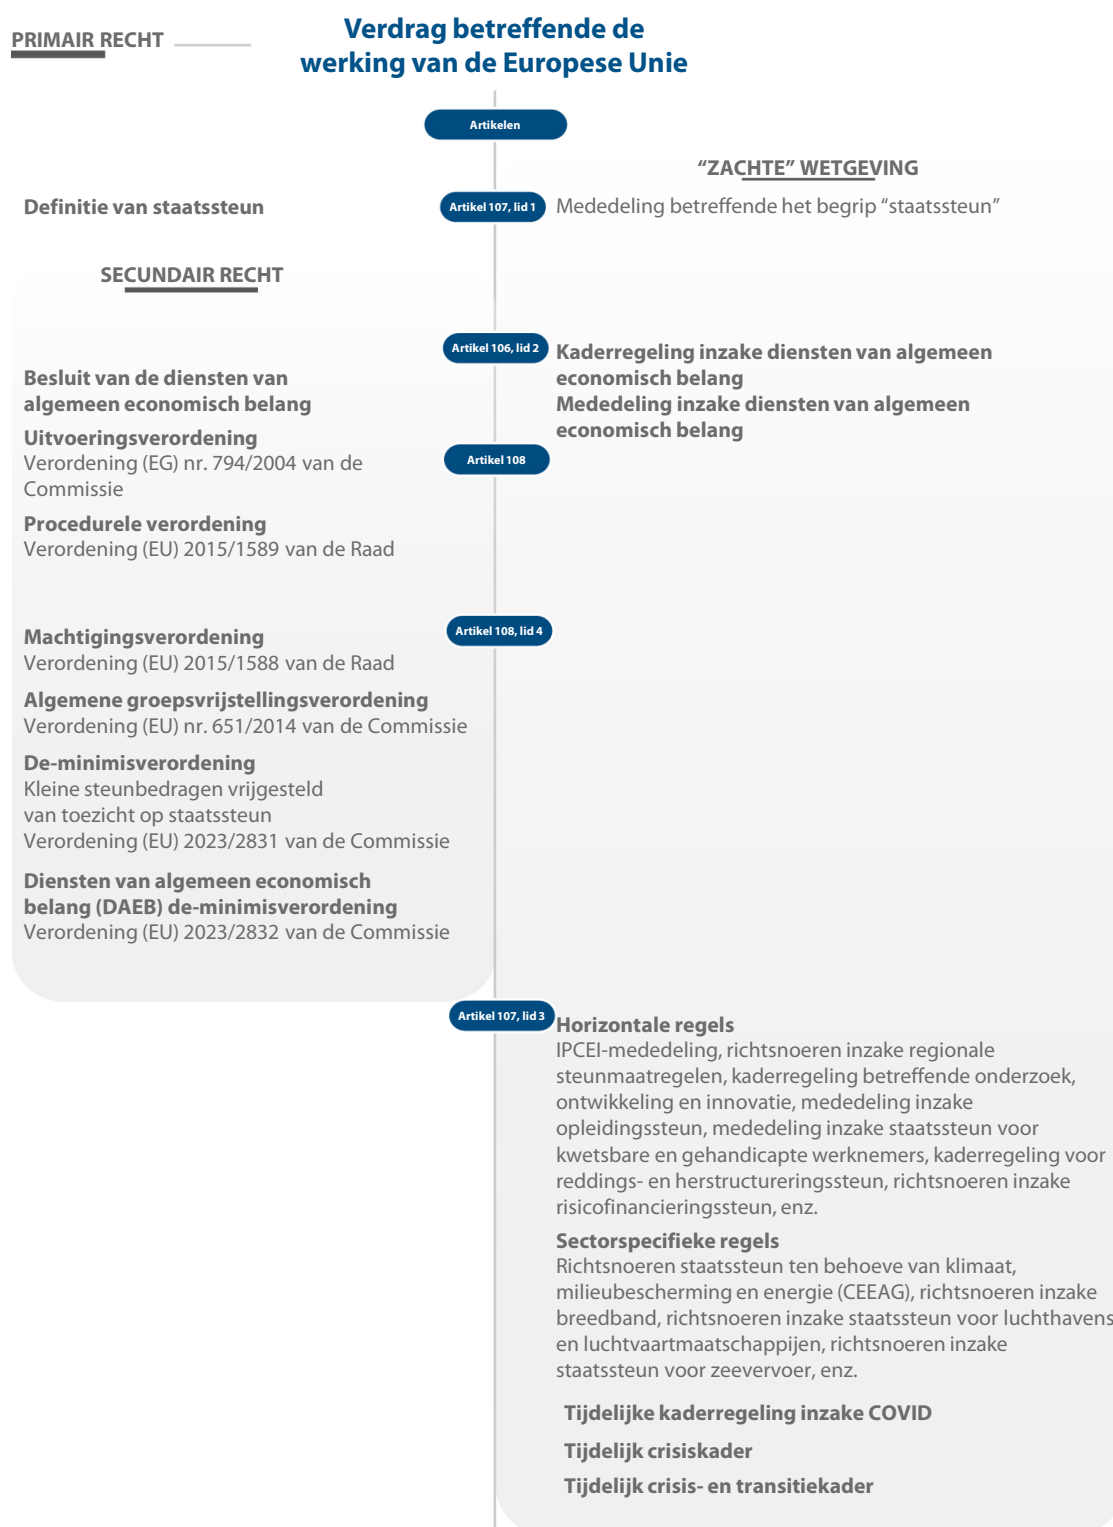 PRIMAIR RECHT
Verdrag betreffende de
werking van de Europese Unie
Artikelen
“ZACHTE” WETGEVING
Definitie van staatssteun
Artikel 107, lid 1
Mededeling betreffende het begrip “staatssteun”
SECUNDAIR RECHT
Artikel 106, lid 2
Kaderregeling inzake diensten van algemeen
economisch belang
Mededeling inzake diensten van algemeen
economisch belang
Besluit van de diensten van
algemeen economisch belang
Uitvoeringsverordening
Verordening (EG) nr. 794/2004 van de
Commissie
Artikel 108
Procedurele verordening
Verordening (EU) 2015/1589 van de Raad
Artikel 108, lid 4
Machtigingsverordening
Verordening (EU) 2015/1588 van de Raad
Algemene groepsvrijstellingsverordening
Verordening (EU) nr. 651/2014 van de Commissie
De-minimisverordening
Kleine steunbedragen vrijgesteld
van toezicht op staatssteun
Verordening (EU) 2023/2831 van de Commissie
Diensten van algemeen economisch
belang (DAEB) de-minimisverordening
Verordening (EU) 2023/2832 van de Commissie
Artikel 107, lid 3
Horizontale regels
IPCEI-mededeling, richtsnoeren inzake regionale
steunmaatregelen, kaderregeling betreffende onderzoek,
ontwikkeling en innovatie, mededeling inzake
opleidingssteun, mededeling inzake staatssteun voor
kwetsbare en gehandicapte werknemers, kaderregeling voor
reddings- en herstructureringssteun, richtsnoeren inzake
risicofinancieringssteun, enz.
Sectorspecifieke regels
Richtsnoeren staatssteun ten behoeve van klimaat,
milieubescherming en energie (CEEAG), richtsnoeren inzake
breedband, richtsnoeren inzake staatssteun voor luchthavens
en luchtvaartmaatschappijen, richtsnoeren inzake
staatssteun voor zeevervoer, enz.
Tijdelijke kaderregeling inzake COVID
Tijdelijk crisiskader
Tijdelijk crisis- en transitiekader